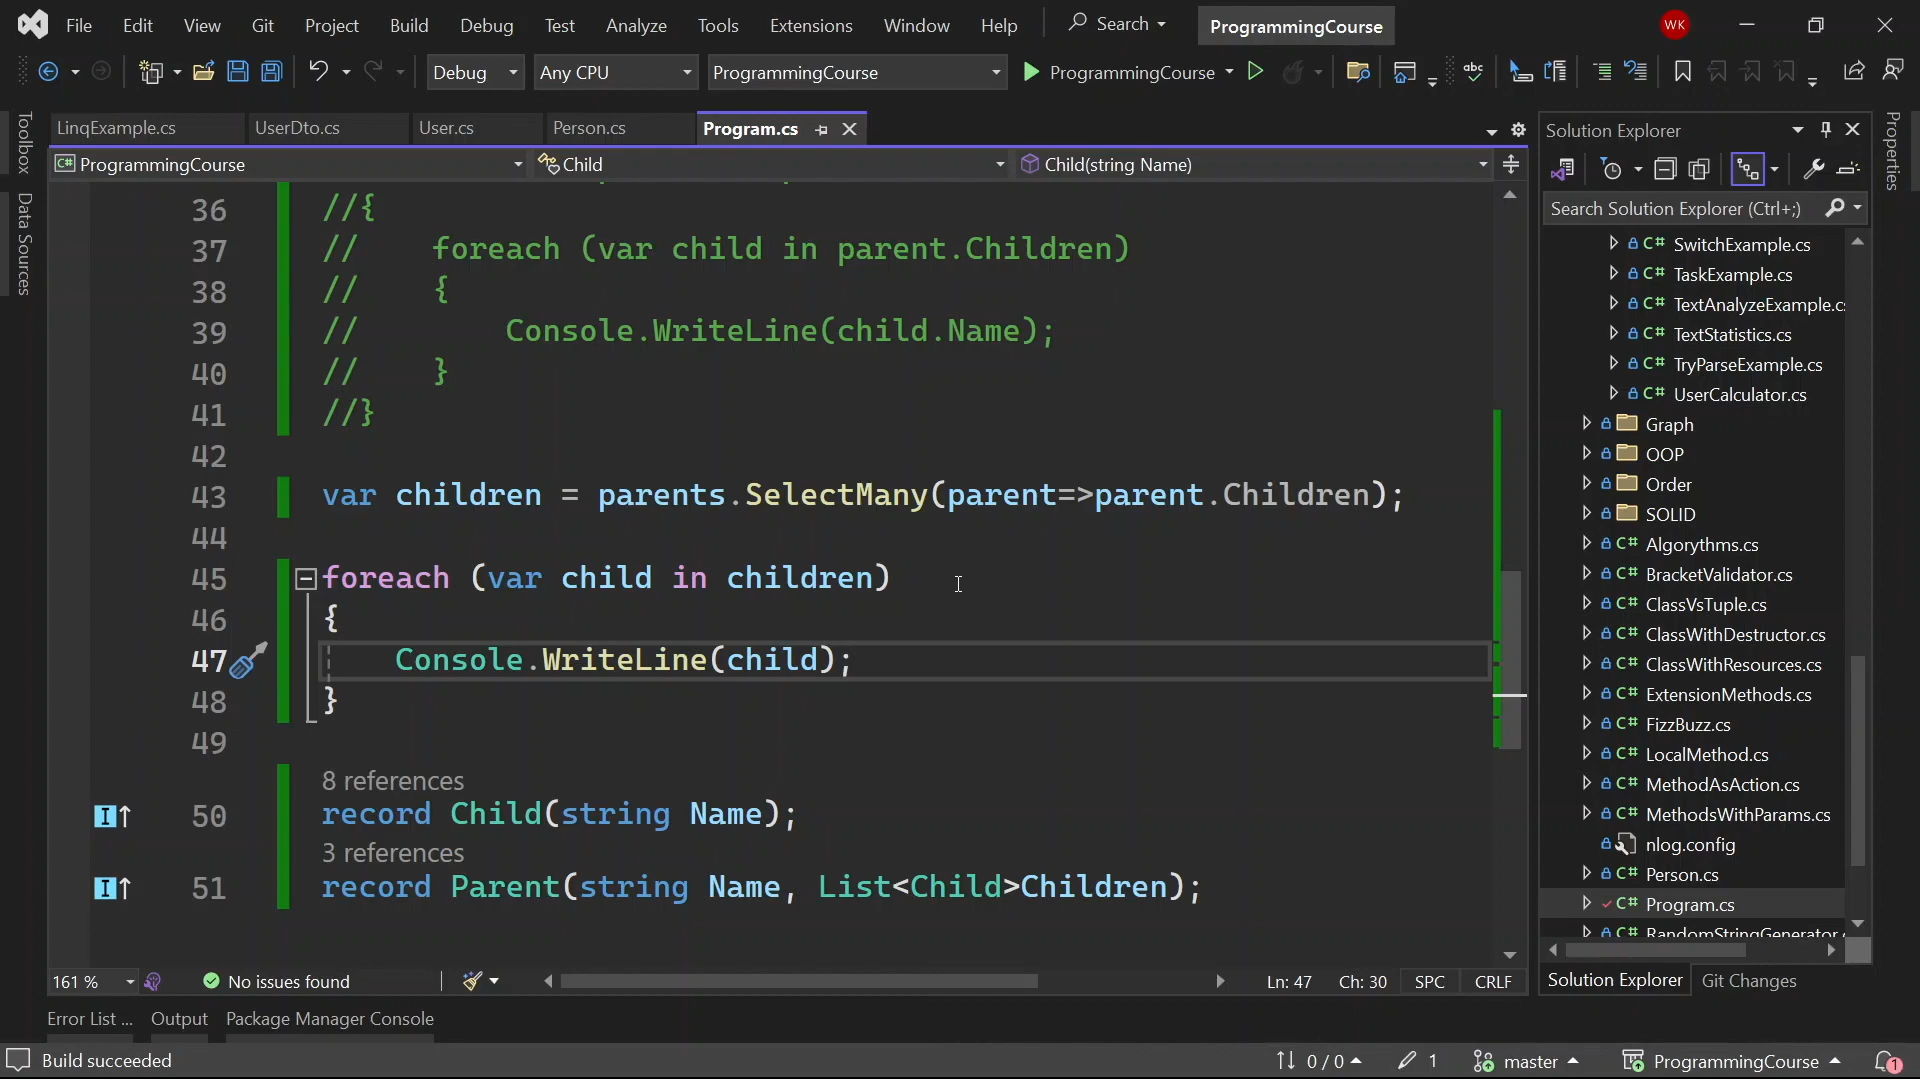 File Edit View Git Project Build Debug Test Analyze Tools Extensions Window Help Search ProgrammingCourse WK
Debug Any CPU ProgrammingCourse ProgrammingCourse
Toolbox
Data Sources
LinqExample.cs UserDto.cs User.cs Person.cs Program.cs
ProgrammingCourse Child Child(string Name)
36 //{
37 // foreach (var child in parent.Children)
38 // {
39 // Console.WriteLine(child.Name);
40 // }
41 //}
42
43 var children = parents.SelectMany(parent=>parent.Children);
44
45 foreach (var child in children)
46 {
47 Console.WriteLine(child);
48 }
49
8 references
50 record Child(string Name);
3 references
51 record Parent(string Name, List<Child>Children);
161 % No issues found Ln: 47 Ch: 30 SPC CRLF
Error List ... Output Package Manager Console
Solution Explorer
Search Solution Explorer (Ctrl+;)
C# SwitchExample.cs
C# TaskExample.cs
C# TextAnalyzeExample.c
C# TextStatistics.cs
C# TryParseExample.cs
C# UserCalculator.cs
Graph
OOP
Order
SOLID
C# Algorythms.cs
C# BracketValidator.cs
C# ClassVsTuple.cs
C# ClassWithDestructor.cs
C# ClassWithResources.cs
C# ExtensionMethods.cs
C# FizzBuzz.cs
C# LocalMethod.cs
C# MethodAsAction.cs
C# MethodsWithParams.cs
nlog.config
C# Person.cs
C# Program.cs
C# RandomStringGenerator.
Solution Explorer Git Changes
Properties
Build succeeded 0 / 0 1 master ProgrammingCourse 1